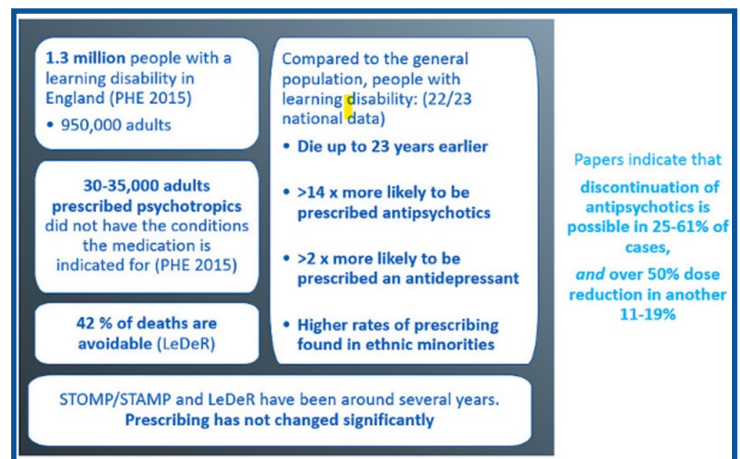 1.3 million people with a
learning disability in
England (PHE 2015)
• 950,000 adults
30-35,000 adults
prescribed psychotropics
did not have the conditions
the medication is
indicated for (PHE 2015)
42 % of deaths are
avoidable (LeDeR)
Compared to the general
population, people with
learning disability: (22/23
national data)
• Die up to 23 years earlier
• >14 x more likely to be
prescribed antipsychotics
• >2 x more likely to be
prescribed an antidepressant
• Higher rates of prescribing
found in ethnic minorities
STOMP/STAMP and LeDeR have been around several years.
Prescribing has not changed significantly
Papers indicate that
discontinuation of
antipsychotics is
possible in 25-61% of
cases,
and over 50% dose
reduction in another
11-19%